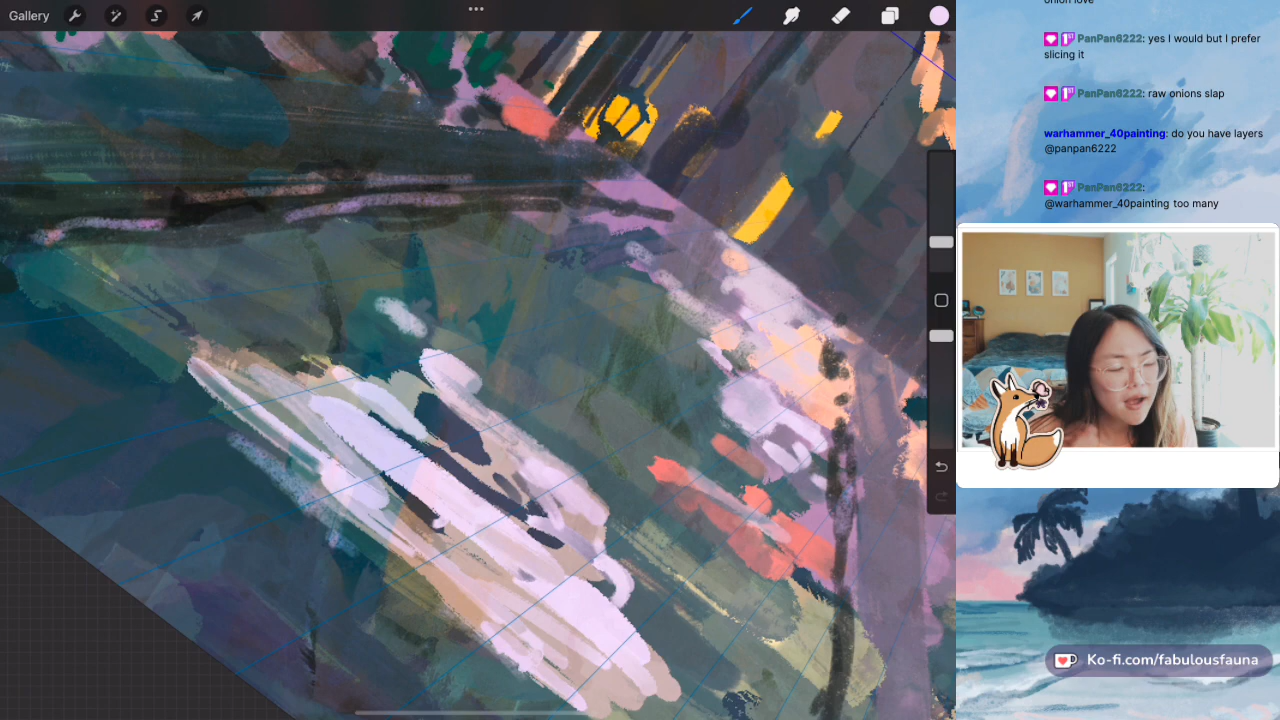 Gallery
onion love
PanPan6222: yes I would but I prefer
slicing it
PanPan6222: raw onions slap
warhammer_40painting: do you have layers
@panpan6222
PanPan6222:
@warhammer_40painting too many
Ko-fi.com/fabulousfauna